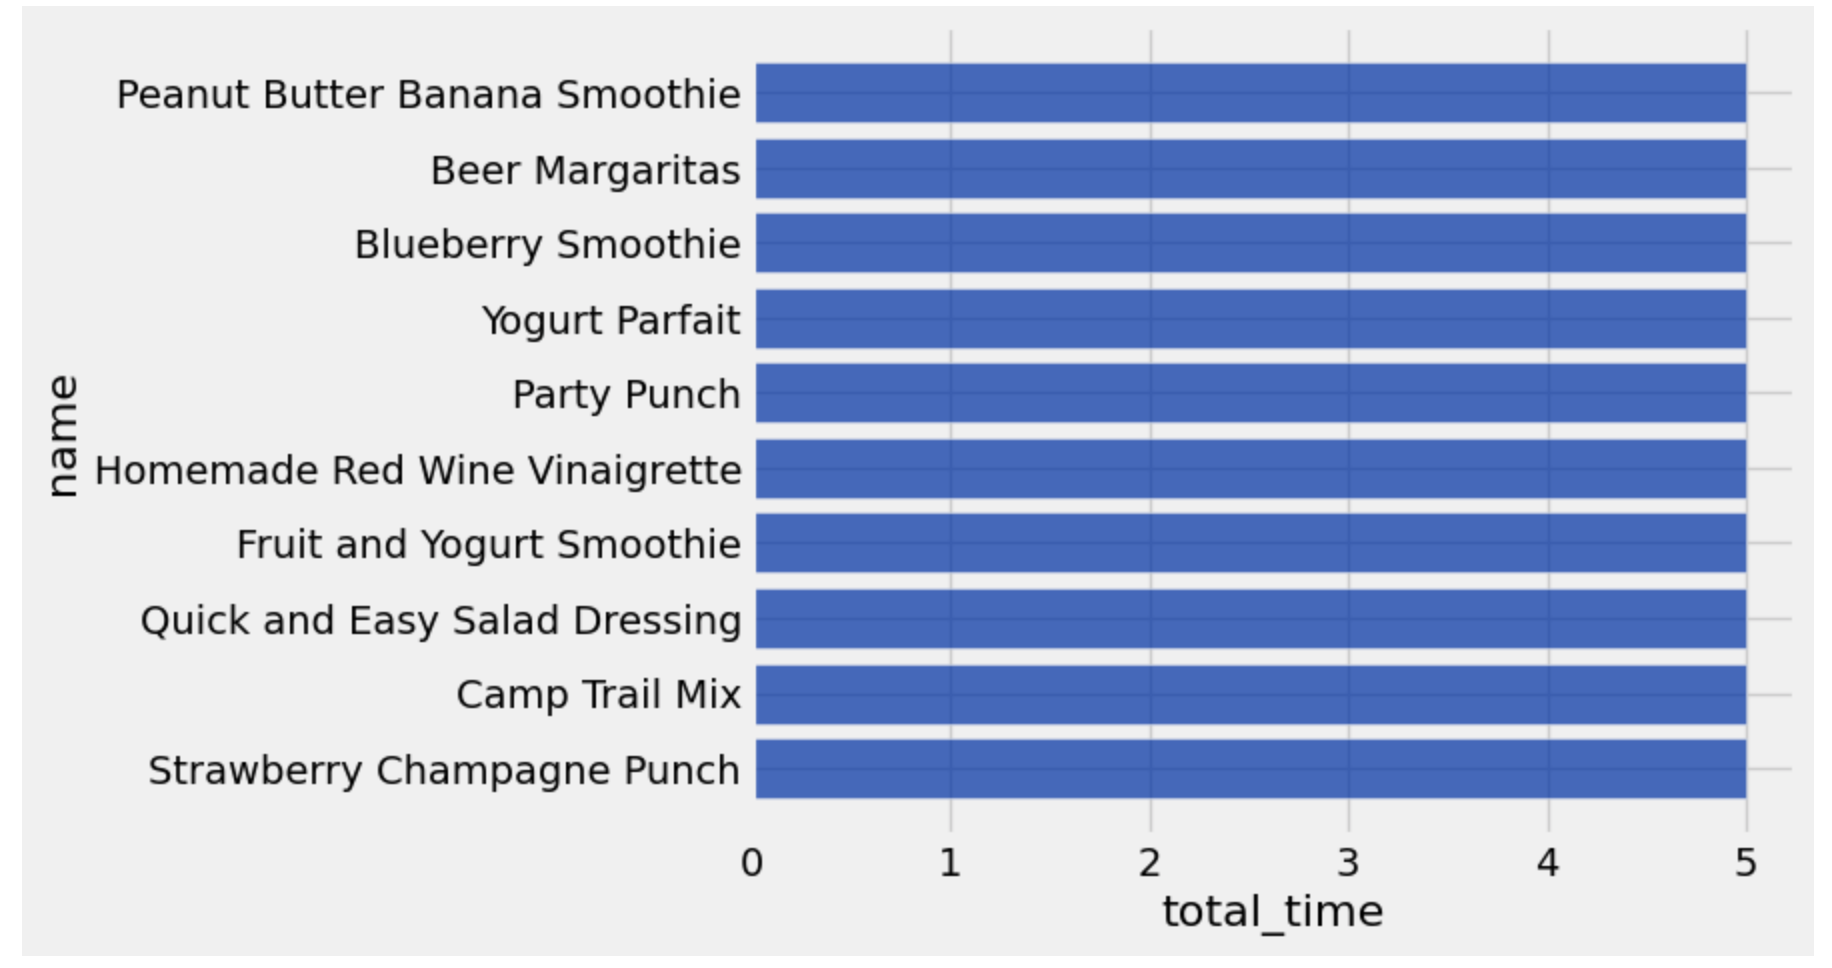 Peanut Butter Banana Smoothie
Beer Margaritas
Blueberry Smoothie
Yogurt Parfait
Party Punch
name
Homemade Red Wine Vinaigrette
Fruit and Yogurt Smoothie
Quick and Easy Salad Dressing
Camp Trail Mix
Strawberry Champagne Punch
0 1 2 3 4 5
total_time